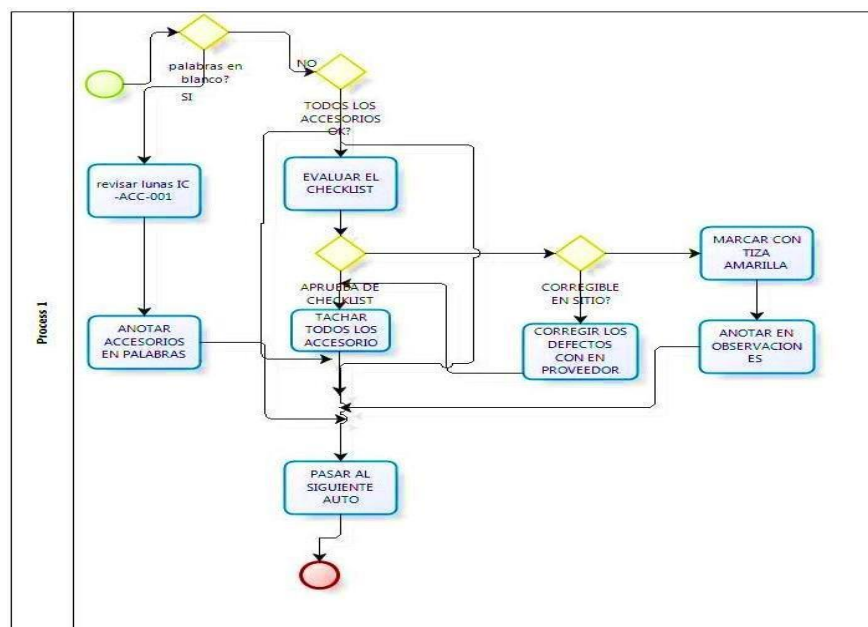 Process 1
palabras en
blanco?
SI
NO
TODOS LOS
ACCESORIOS
OK?
revisar lunas IC
-ACC-001
EVALUAR EL
CHECKLIST
MARCAR CON
TIZA
AMARILLA
APRUEBA DE
CHECKLIST
CORREGIBLE
EN SITIO?
ANOTAR
ACCESORIOS
EN PALABRAS
TACHAR
TODOS LOS
ACCESORIO
CORREGIR LOS
DEFECTOS
CON EN
PROVEEDOR
ANOTAR EN
OBSERVACION
ES
PASAR AL
SIGUIENTE
AUTO